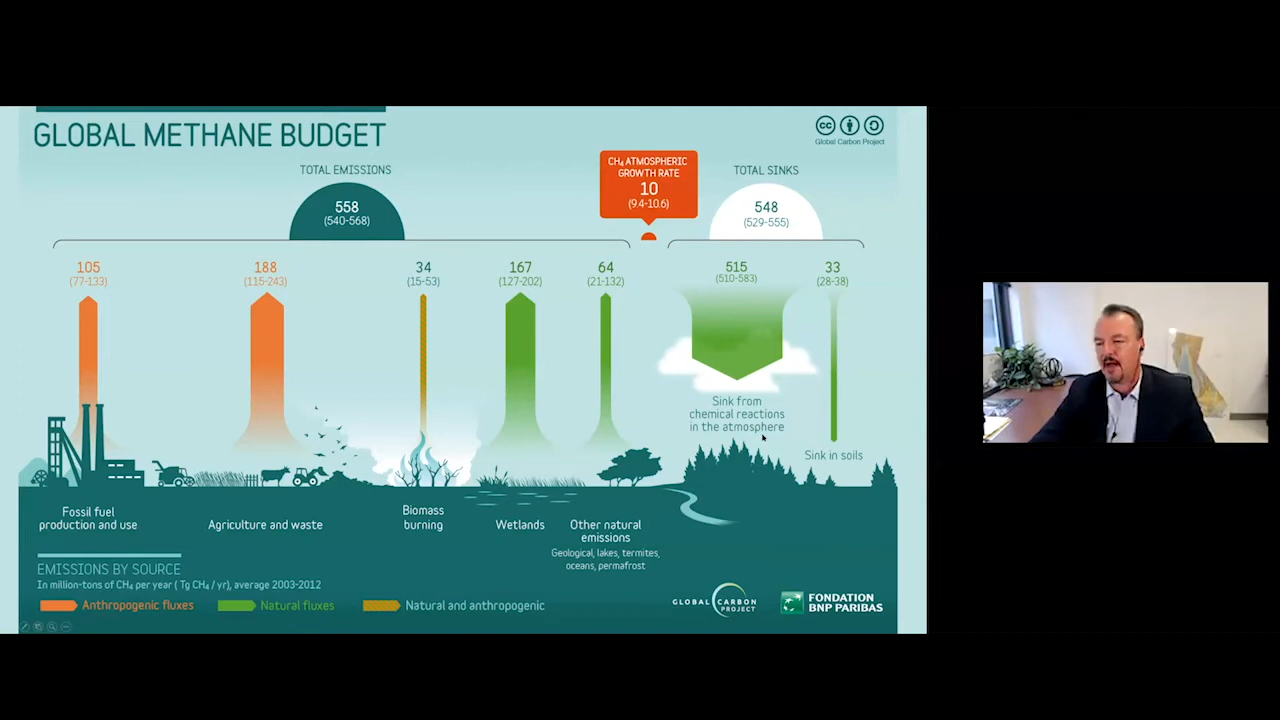 GLOBAL METHANE BUDGET
cc
Global Carbon Project
TOTAL EMISSIONS
558
(540-568)
CH₄ ATMOSPHERIC
GROWTH RATE
10
(9.4-10.6)
TOTAL SINKS
548
(529-555)
105
(77-133)
188
(115-243)
34
(15-53)
167
(127-202)
64
(21-132)
515
(510-583)
33
(28-38)
Sink from
chemical reactions
in the atmosphere
Sink in soils
Fossil fuel
production and use
Agriculture and waste
Biomass
burning
Wetlands
Other natural
emissions
Geological, lakes, termites,
oceans, permafrost
EMISSIONS BY SOURCE
In million-tons of CH₄ per year ( Tg CH₄ / yr), average 2003-2012
Anthropogenic fluxes
Natural fluxes
Natural and anthropogenic
GLOBAL CARBON
PROJECT
FONDATION
BNP PARIBAS